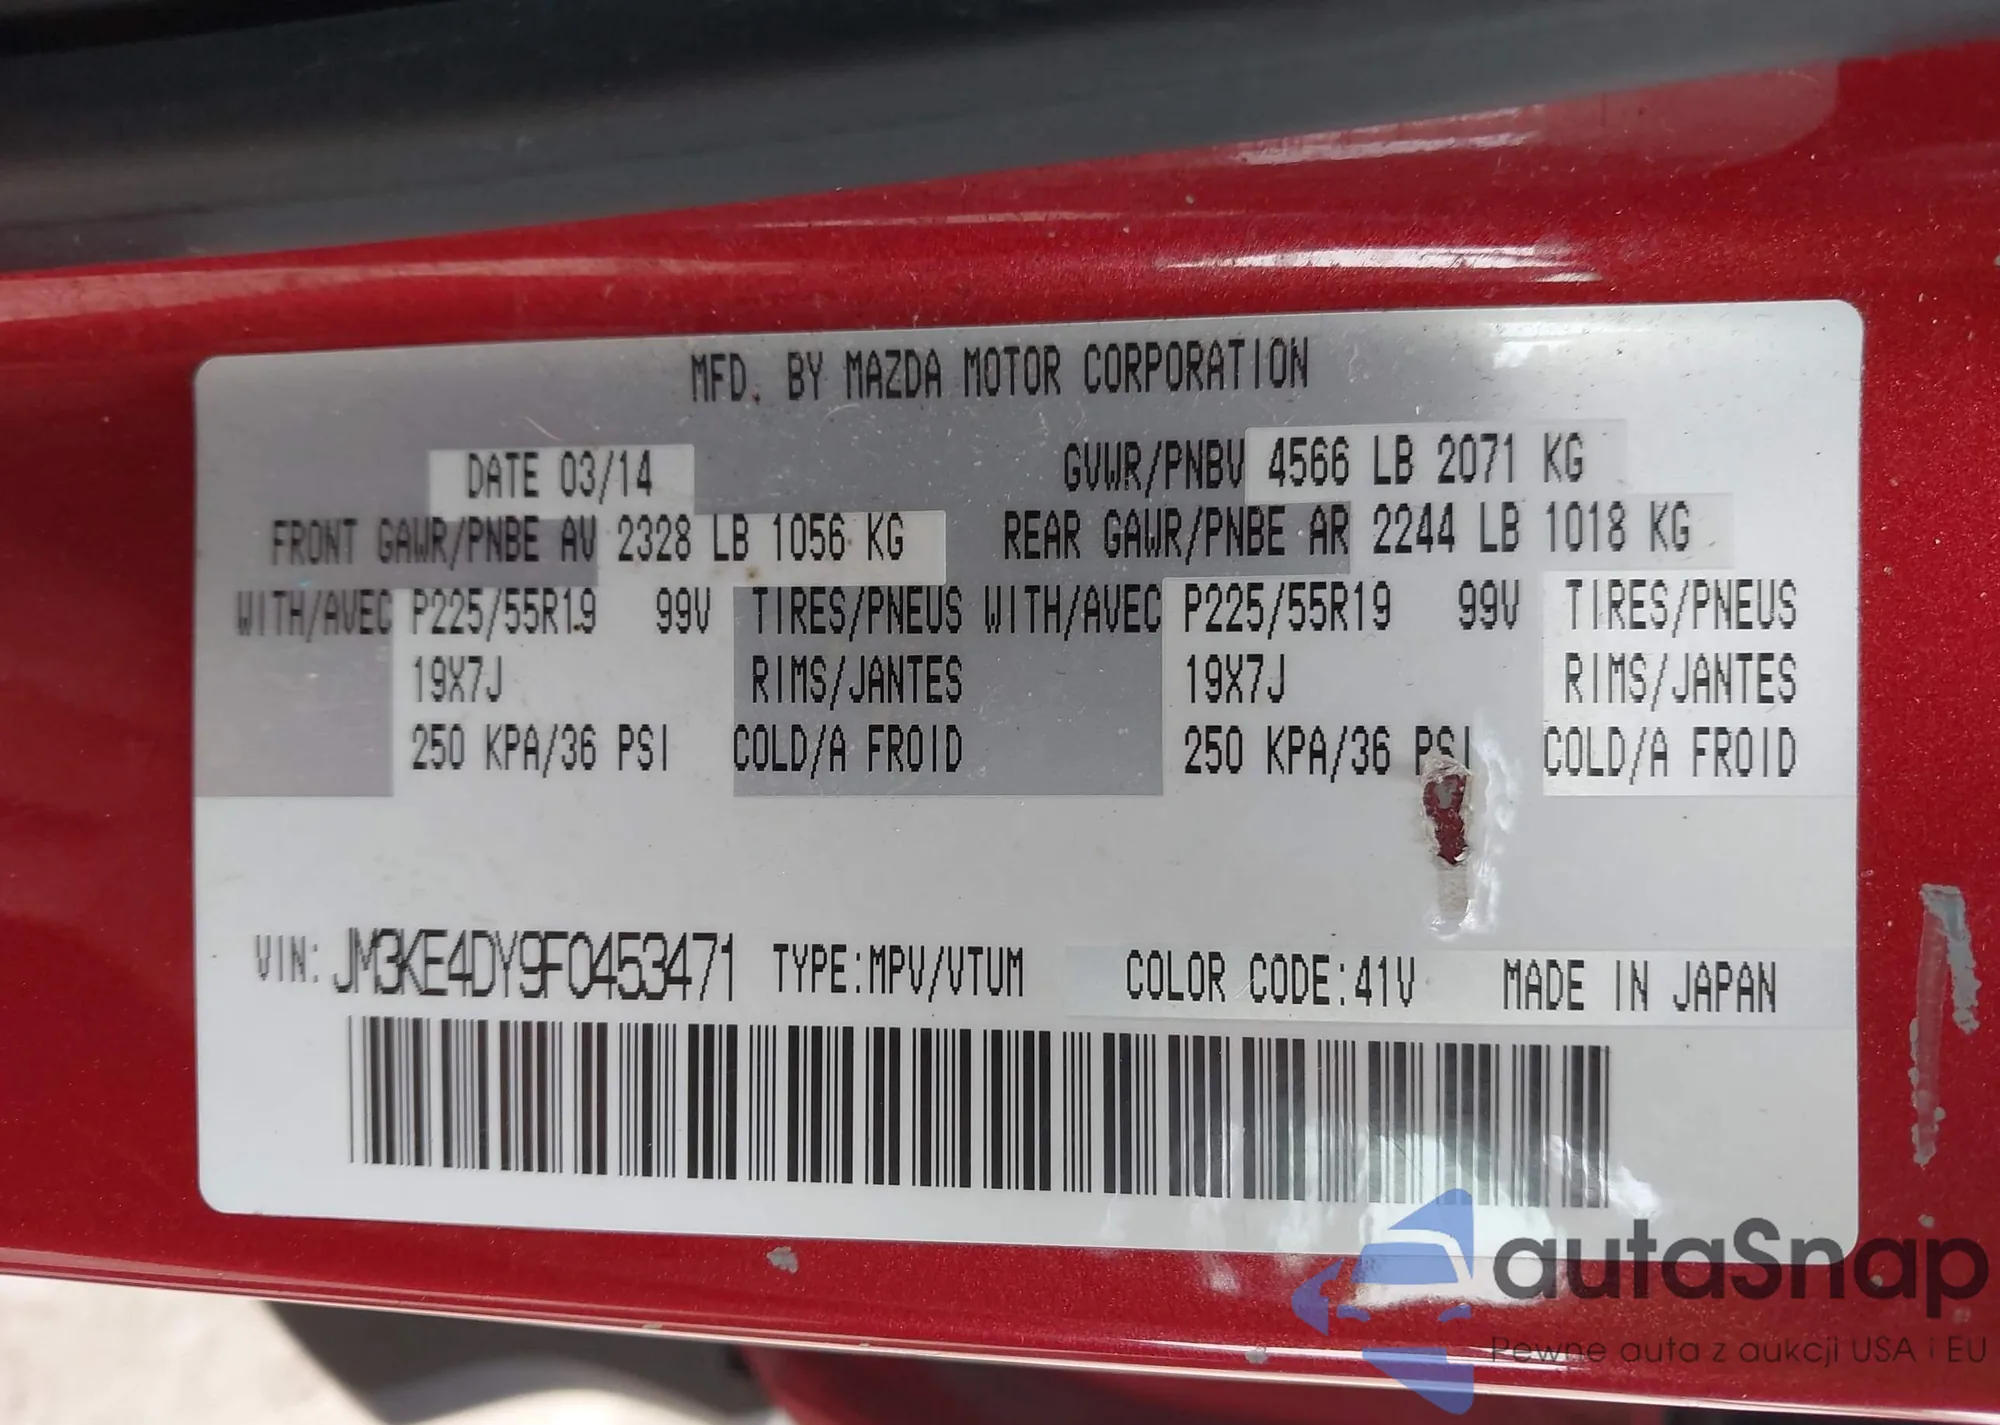 MFD. BY MAZDA MOTOR CORPORATION
DATE 03/14 GVWR/PNBV 4566 LB 2071 KG
FRONT GAWR/PNBE AV 2328 LB 1056 KG REAR GAWR/PNBE AR 2244 LB 1018 KG
WITH/AVEC P225/55R19 99V TIRES/PNEUS WITH/AVEC P225/55R19 99V TIRES/PNEUS
19X7J RIMS/JANTES 19X7J RIMS/JANTES
250 KPA/36 PSI COLD/A FROID 250 KPA/36 PSI COLD/A FROID
VIN: JM3KE4DY9F0453471 TYPE:MPV/VTUM COLOR CODE:41V MADE IN JAPAN
autaSnap
Pewne auta z aukcji USA i EU